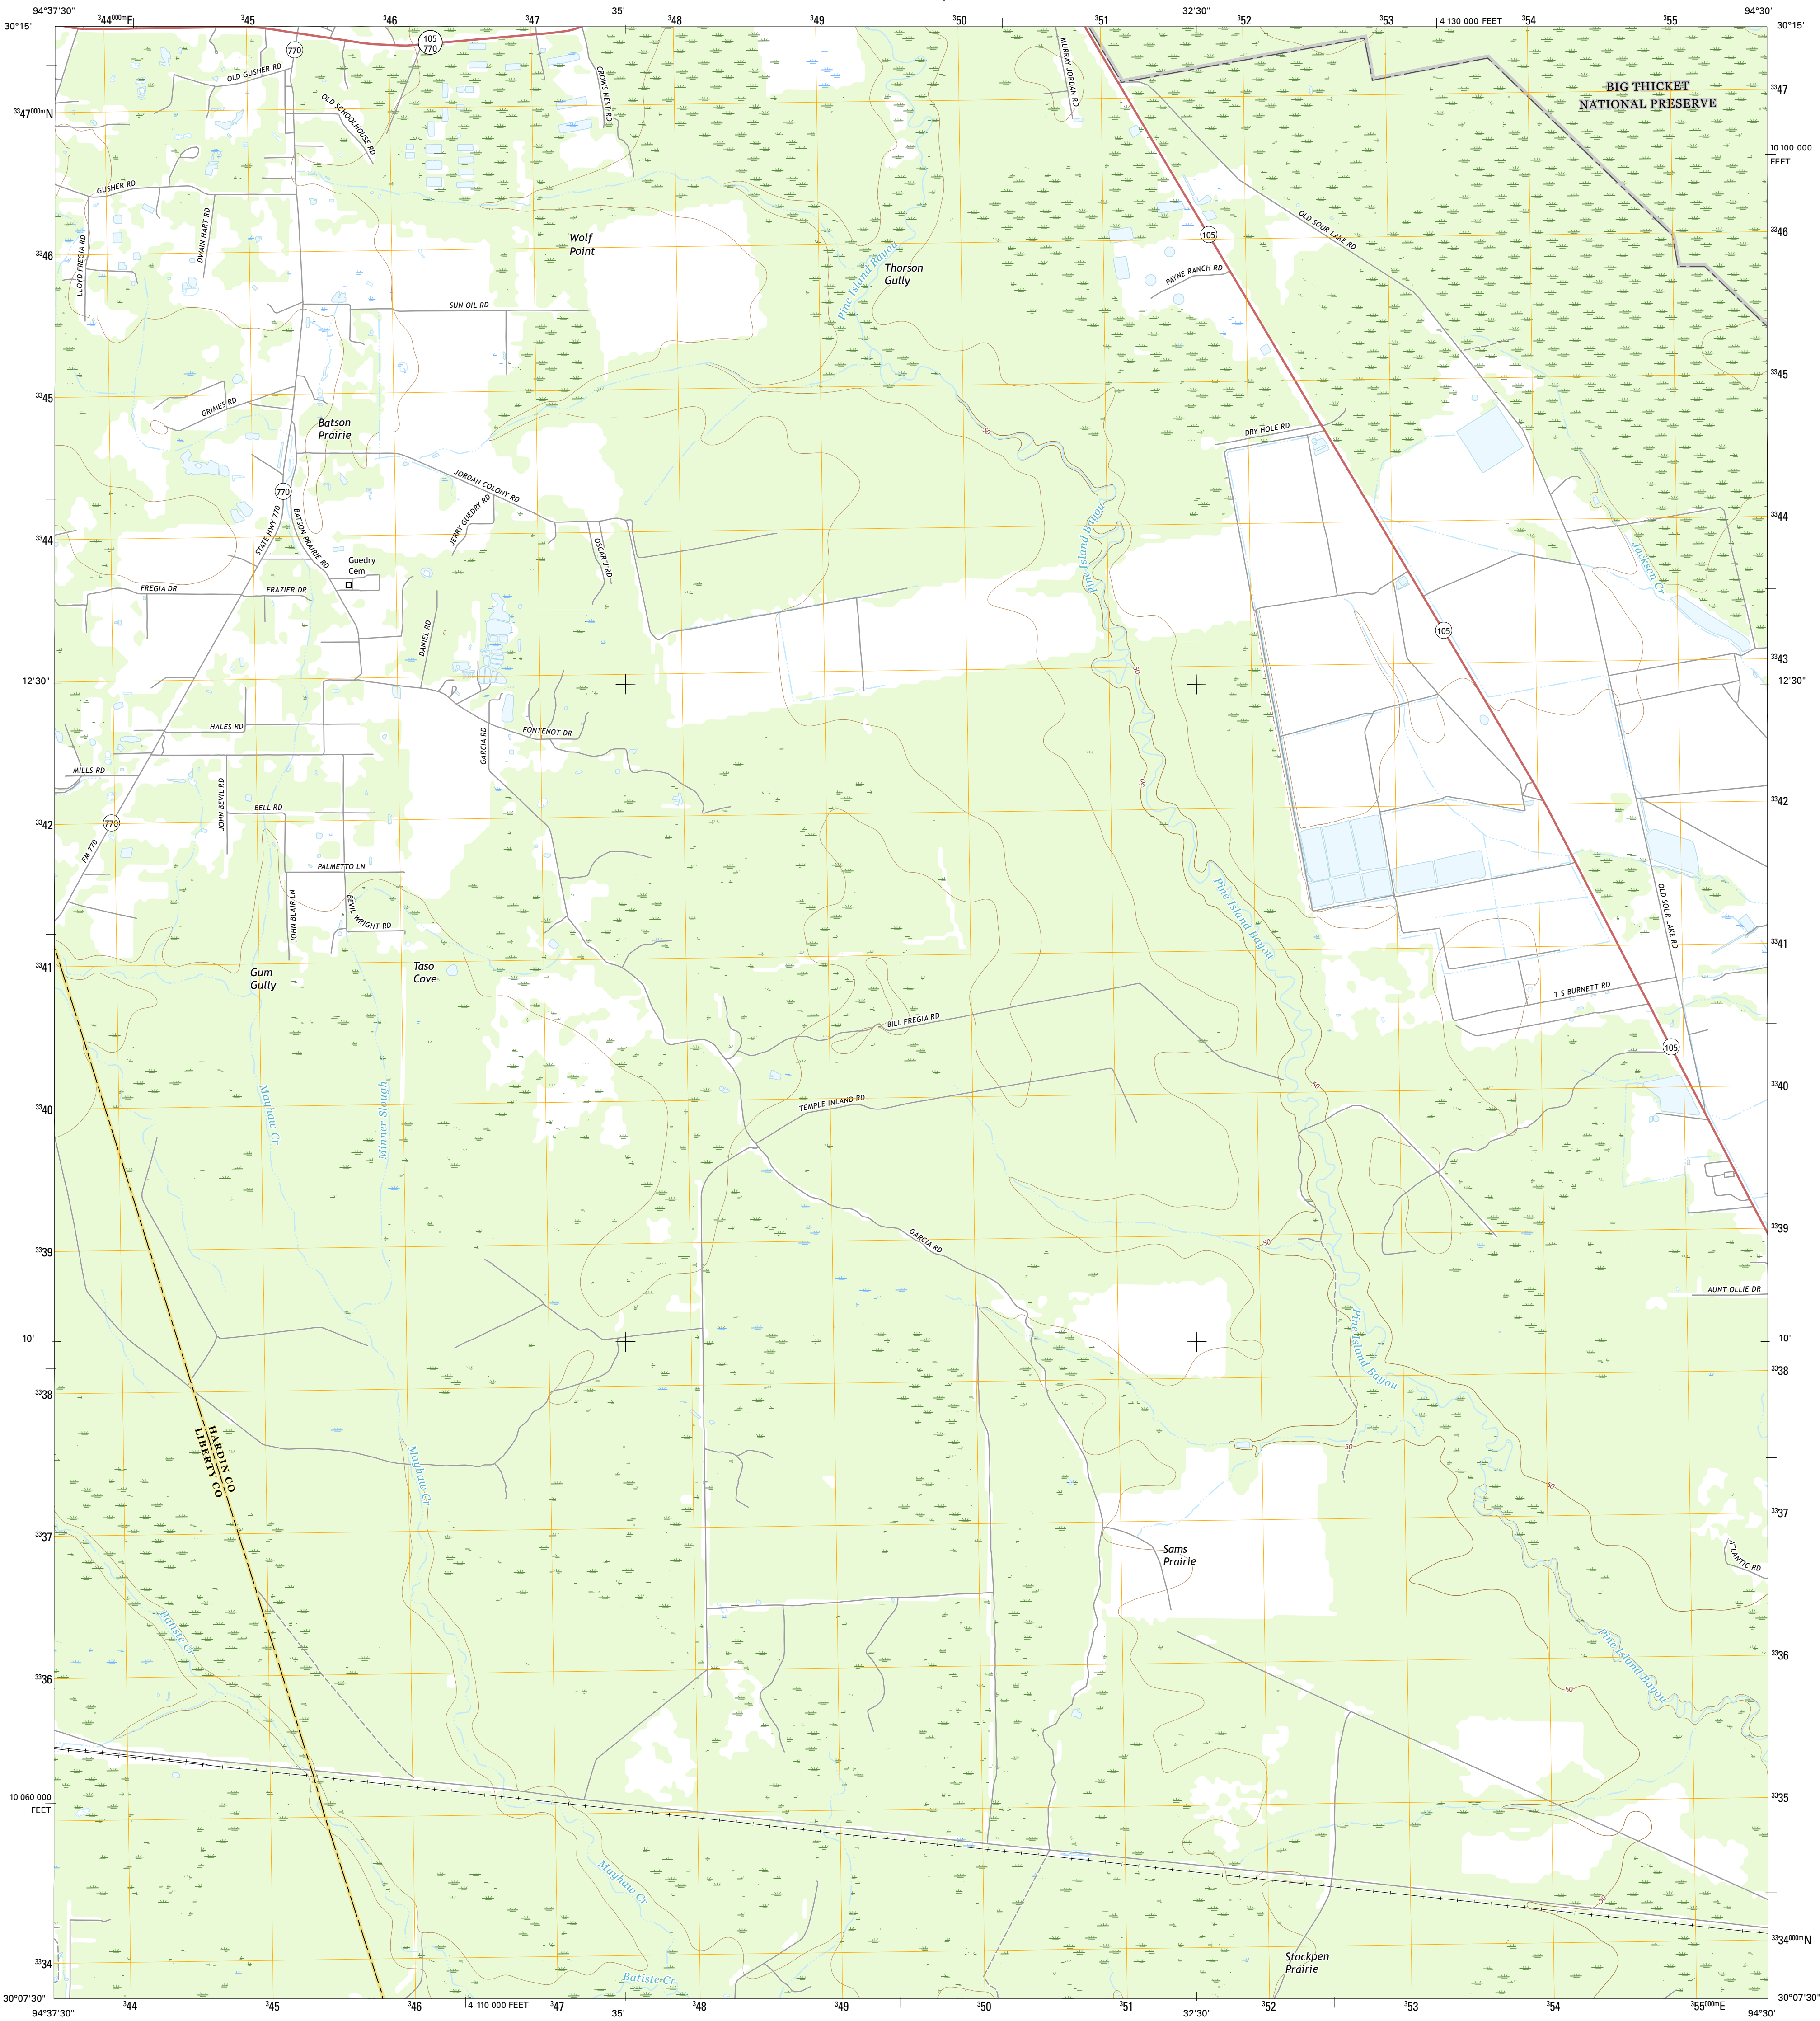 94°37'30"
³44⁰⁰⁰ᵐE
³45
³46
³47
35'
³48
³49
³50
³51
32'30"
³52
³53
4 130 000 FEET
³54
³55
94°30'
30°15'
30°15'
770
105
770
OLD GUSHER RD
OLD SCHOOLHOUSE RD
CROWS NEST RD
MURRAY JORDAN RD
BIG THICKET
NATIONAL PRESERVE
³³47⁰⁰⁰ᵐN
³³47
10 100 000
FEET
GUSHER RD
DWAIN HART RD
LLOYD FREGIA RD
Wolf
Point
Pine Island Bayou
Thorson
Gully
105
OLD SOUR LAKE RD
PAYNE RANCH RD
³³46
³³46
SUN OIL RD
³³45
³³45
GRIMES RD
Batson
Prairie
50
DRY HOLE RD
JORDAN COLONY RD
770
JERRY GUEDRY RD
STATE HWY 770
BATSON PRAIRIE RD
OSCAR J RD
Pine Island Bayou
Jackson Cr
³³44
³³44
Guedry
Cem
FREGIA DR
FRAZIER DR
DANIEL RD
105
50
³³43
³³43
12'30"
12'30"
HALES RD
GARCIA RD
FONTENOT DR
MILLS RD
JOHN BEVIL RD
BELL RD
50
³³42
³³42
770
FM 770
PALMETTO LN
JOHN BLAIR LN
BEVIL WRIGHT RD
Pine Island Bayou
OLD SOUR LAKE RD
³³41
³³41
Gum
Gully
Taso
Cove
T S BURNETT RD
BILL FREGIA RD
105
Mayhaw Cr
Minner Slough
50
³³40
³³40
TEMPLE INLAND RD
GARCIA RD
50
³³39
³³39
AUNT OLLIE DR
Pine Island Bayou
10'
10'
³³38
³³38
HARDIN CO
LIBERTY CO
Mayhaw Cr
50
50
³³37
³³37
Sams
Prairie
ATLANTIC RD
Batiste Cr
Pine Island Bayou
³³36
³³36
50
10 060 000
FEET
³³35
Mayhaw Cr
50
³³34
³³34⁰⁰⁰ᵐN
Stockpen
Prairie
Batiste Cr
30°07'30"
30°07'30"
94°37'30"
³44
³45
³46
4 110 000 FEET
³47
35'
³48
³49
³50
³51
32'30"
³52
³53
³54
³55⁰⁰⁰ᵐE
94°30'